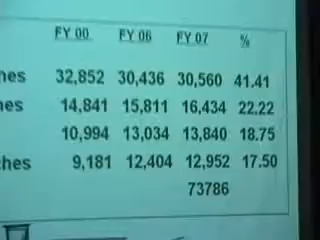 FY 00 FY 06 FY 07 %
hes 32,852 30,436 30,560 41.41
nes 14,841 15,811 16,434 22.22
10,994 13,034 13,840 18.75
ches 9,181 12,404 12,952 17.50
73786